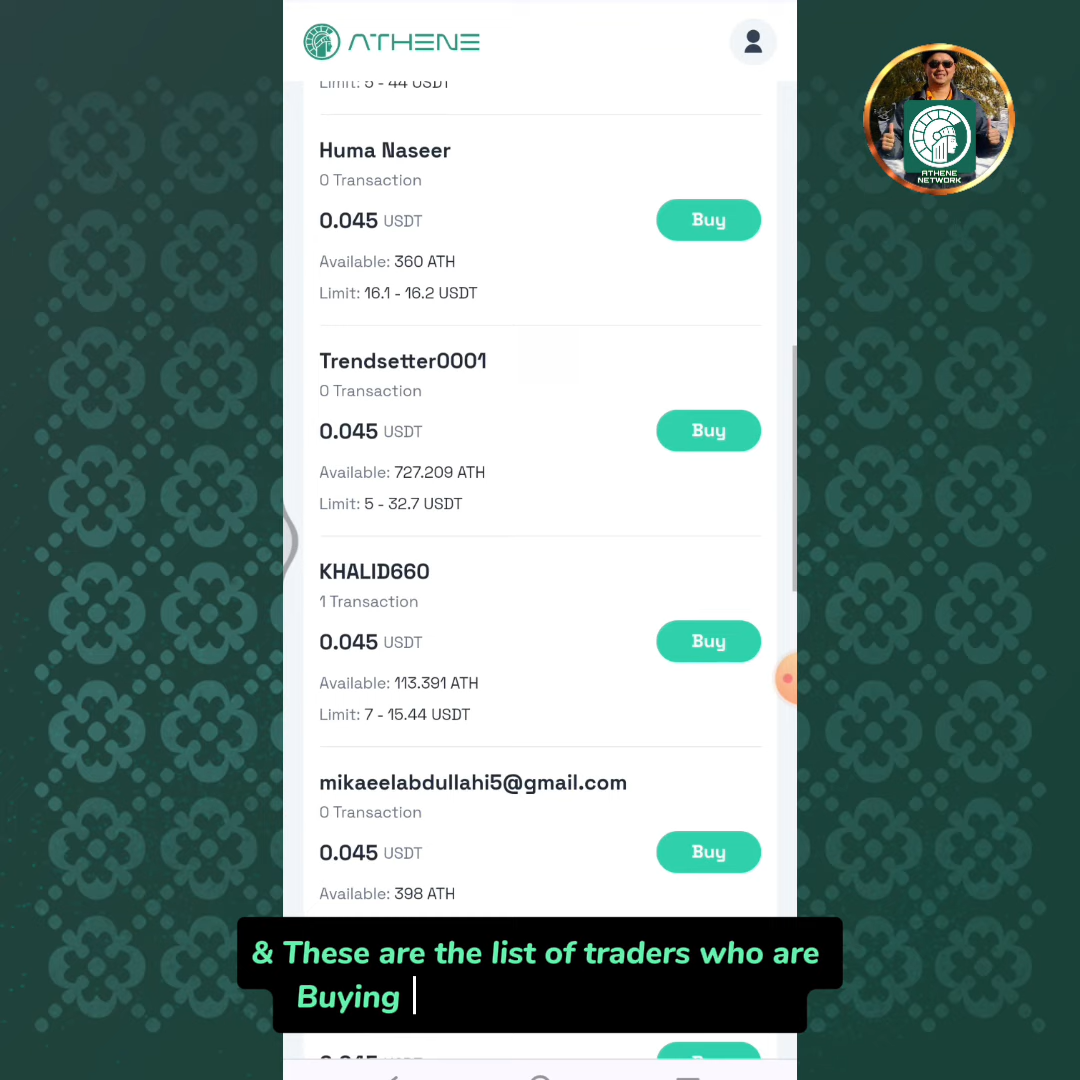 ATHENE
Limit: 5 - 44 USDT
ATHENE
NETWORK
Huma Naseer
0 Transaction
0.045 USDT
Buy
Available: 360 ATH
Limit: 16.1 - 16.2 USDT
Trendsetter0001
0 Transaction
0.045 USDT
Buy
Available: 727.209 ATH
Limit: 5 - 32.7 USDT
KHALID660
1 Transaction
0.045 USDT
Buy
Available: 113.391 ATH
Limit: 7 - 15.44 USDT
mikaeelabdullahi5@gmail.com
0 Transaction
0.045 USDT
Buy
Available: 398 ATH
& These are the list of traders who are
Buying
0.045 USDT
Buy